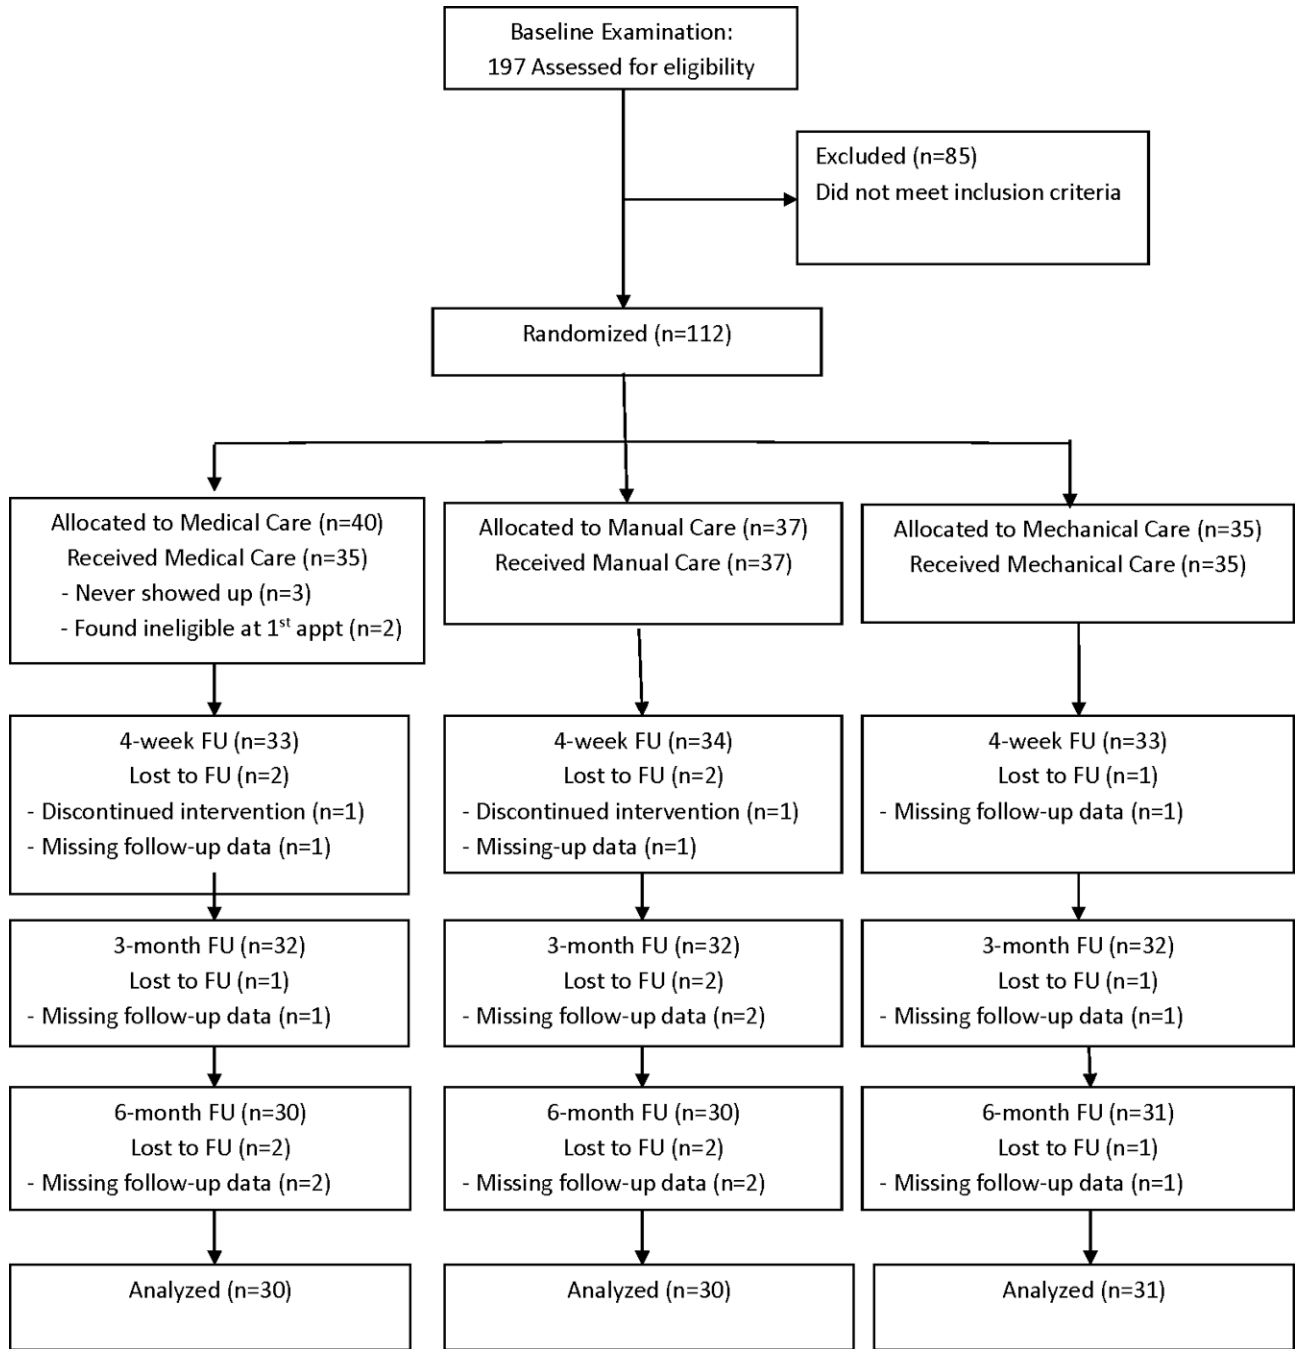 Baseline Examination:
197 Assessed for eligibility
Excluded (n=85)
Did not meet inclusion criteria
Randomized (n=112)
Allocated to Medical Care (n=40)
Received Medical Care (n=35)
- Never showed up (n=3)
- Found ineligible at 1st appt (n=2)
Allocated to Manual Care (n=37)
Received Manual Care (n=37)
Allocated to Mechanical Care (n=35)
Received Mechanical Care (n=35)
4-week FU (n=33)
Lost to FU (n=2)
- Discontinued intervention (n=1)
- Missing follow-up data (n=1)
4-week FU (n=34)
Lost to FU (n=2)
- Discontinued intervention (n=1)
- Missing-up data (n=1)
4-week FU (n=33)
Lost to FU (n=1)
- Missing follow-up data (n=1)
3-month FU (n=32)
Lost to FU (n=1)
- Missing follow-up data (n=1)
3-month FU (n=32)
Lost to FU (n=2)
- Missing follow-up data (n=2)
3-month FU (n=32)
Lost to FU (n=1)
- Missing follow-up data (n=1)
6-month FU (n=30)
Lost to FU (n=2)
- Missing follow-up data (n=2)
6-month FU (n=30)
Lost to FU (n=2)
- Missing follow-up data (n=2)
6-month FU (n=31)
Lost to FU (n=1)
- Missing follow-up data (n=1)
Analyzed (n=30)
Analyzed (n=30)
Analyzed (n=31)